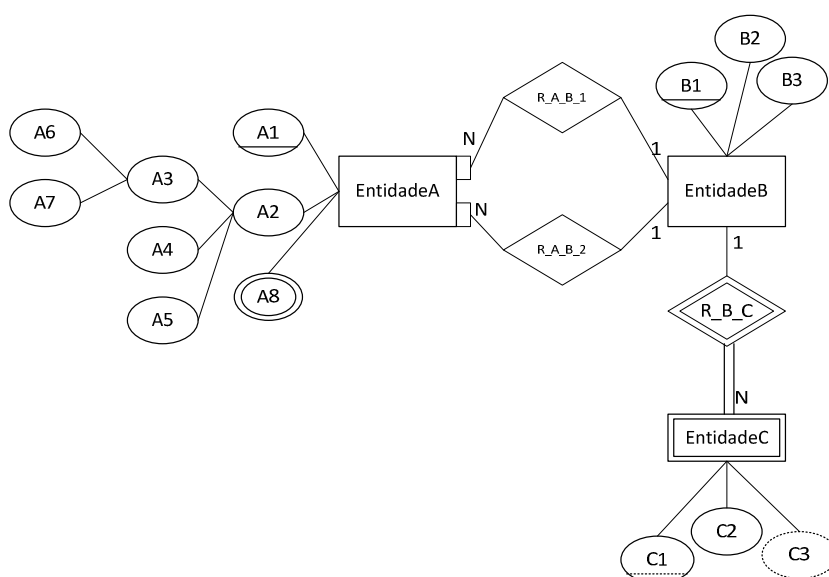 B2
B1
B3
A6
A1
R_A_B_1
N
1
A3
A7
A2
EntidadeA
EntidadeB
N
1
A4
R_A_B_2
1
A8
A5
R_B_C
N
EntidadeC
C2
C1
C3